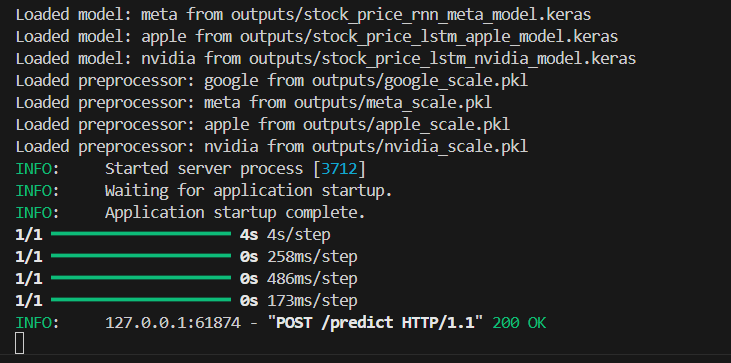 Loaded model: meta from outputs/stock_price_rnn_meta_model.keras
Loaded model: apple from outputs/stock_price_lstm_apple_model.keras
Loaded model: nvidia from outputs/stock_price_lstm_nvidia_model.keras
Loaded preprocessor: google from outputs/google_scale.pkl
Loaded preprocessor: meta from outputs/meta_scale.pkl
Loaded preprocessor: apple from outputs/apple_scale.pkl
Loaded preprocessor: nvidia from outputs/nvidia_scale.pkl
INFO:     Started server process [3712]
INFO:     Waiting for application startup.
INFO:     Application startup complete.
1/1 4s 4s/step
1/1 0s 258ms/step
1/1 0s 486ms/step
1/1 0s 173ms/step
INFO:     127.0.0.1:61874 - "POST /predict HTTP/1.1" 200 OK